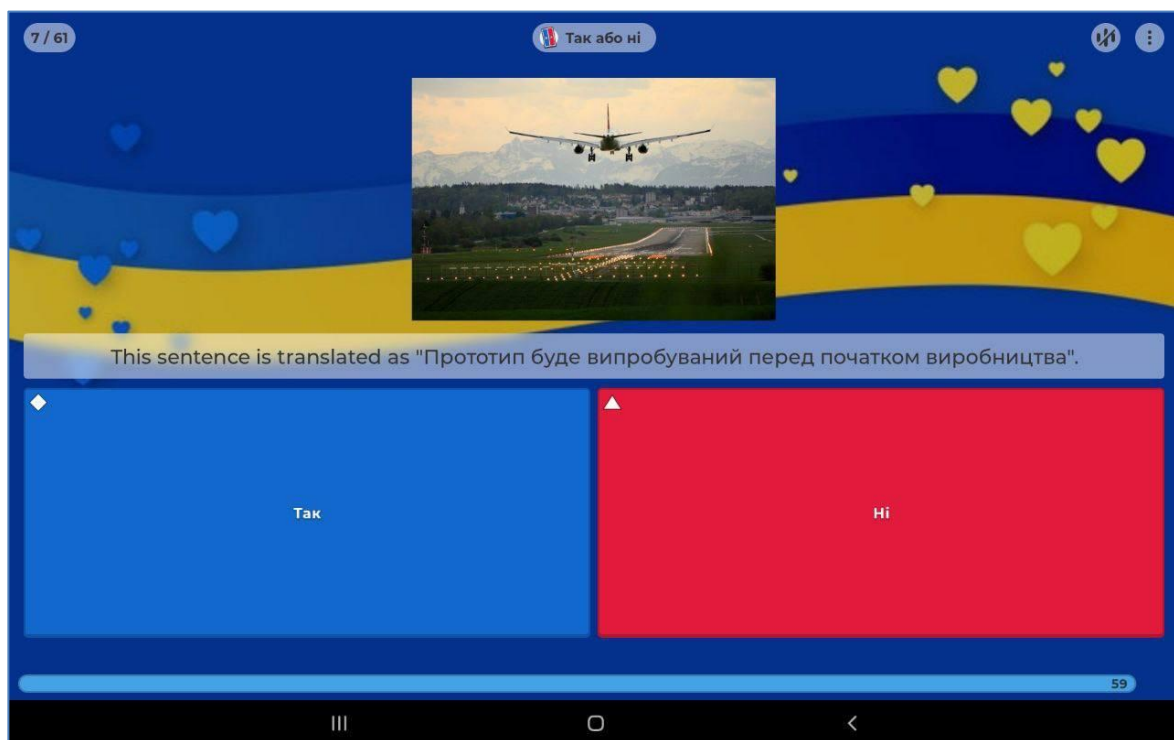 7 / 61
Так або ні
This sentence is translated as "Прототип буде випробуваний перед початком виробництва".
Так
Ні
59